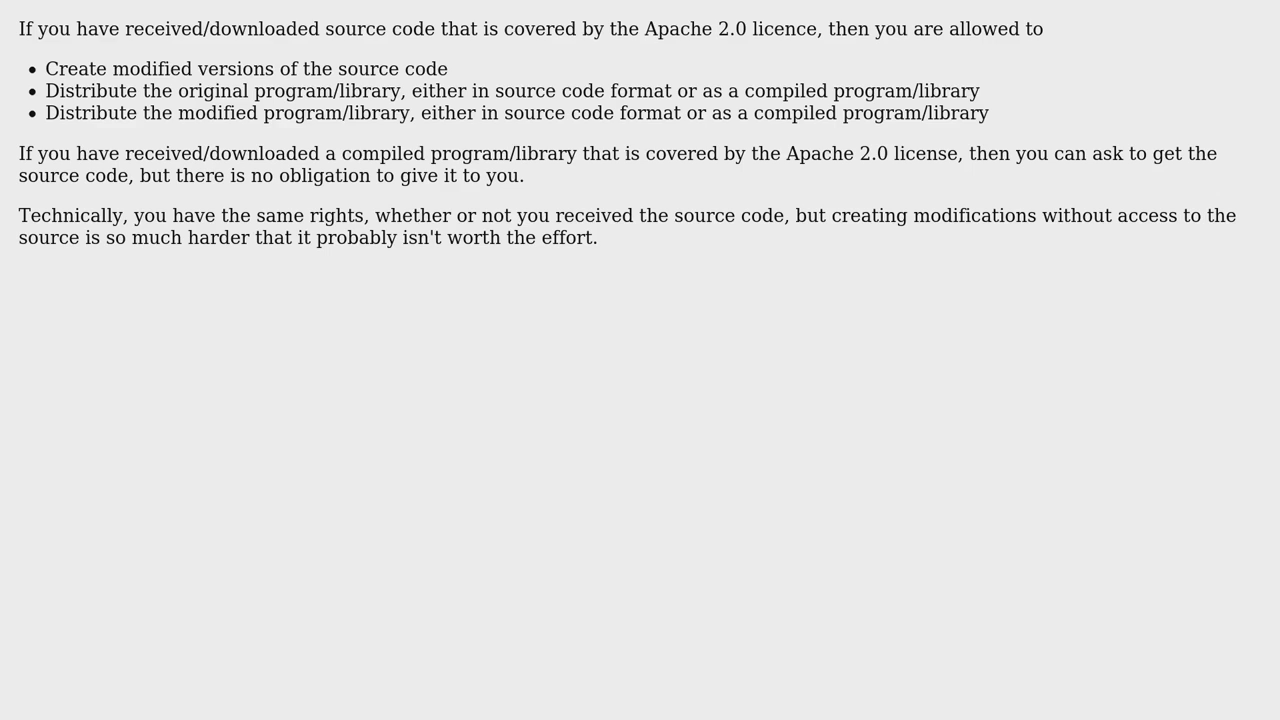 If you have received/downloaded source code that is covered by the Apache 2.0 licence, then you are allowed to
• Create modified versions of the source code
• Distribute the original program/library, either in source code format or as a compiled program/library
• Distribute the modified program/library, either in source code format or as a compiled program/library
If you have received/downloaded a compiled program/library that is covered by the Apache 2.0 license, then you can ask to get the
source code, but there is no obligation to give it to you.
Technically, you have the same rights, whether or not you received the source code, but creating modifications without access to the
source is so much harder that it probably isn't worth the effort.